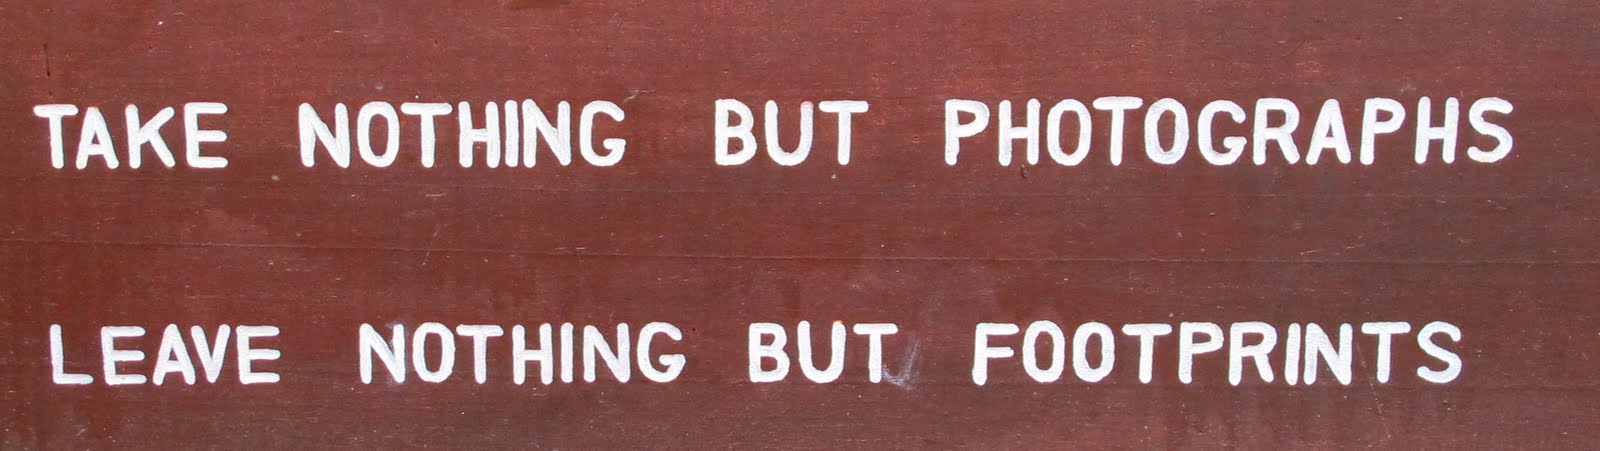 TAKE NOTHING BUT PHOTOGRAPHS
LEAVE NOTHING BUT FOOTPRINTS